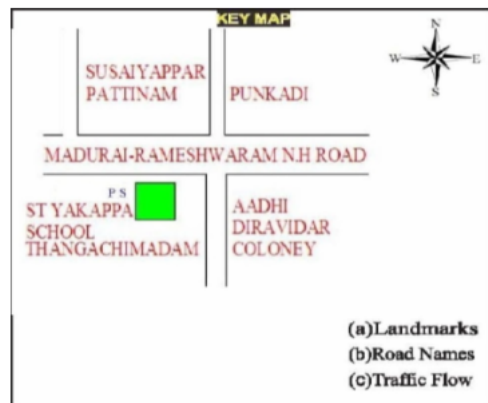 KEY MAP
N
W E
S
SUSAIYAPPAR
PATTINAM
PUNKADI
MADURAI-RAMESHWARAM N.H ROAD
P S
ST YAKAPPA
SCHOOL
THANGACHIMADAM
AADHI
DIRAVIDAR
COLONEY
(a)Landmarks
(b)Road Names
(c)Traffic Flow